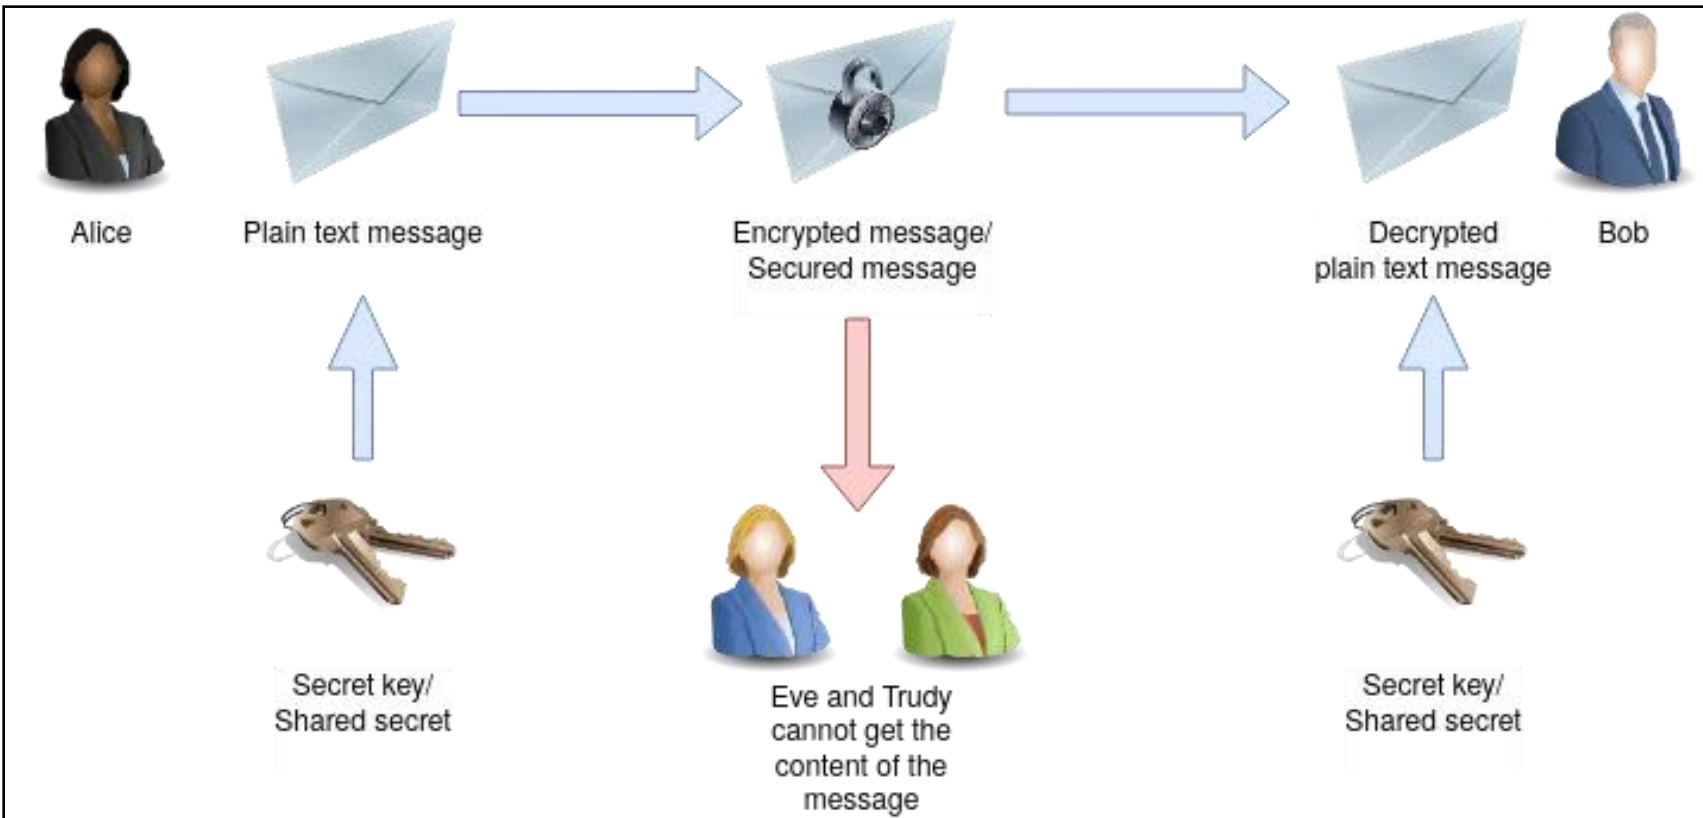 Alice
Plain text message
Encrypted message/
Secured message
Decrypted
plain text message
Bob
Secret key/
Shared secret
Eve and Trudy
cannot get the
content of the
message
Secret key/
Shared secret